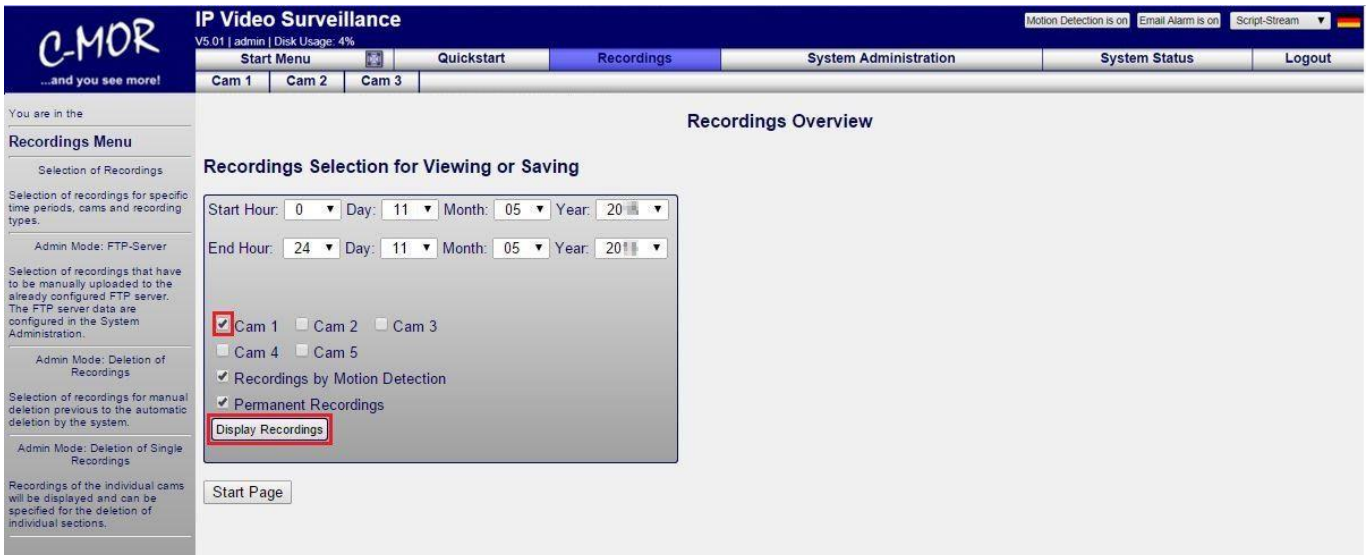 C-MOR
...and you see more!
IP Video Surveillance
V5.01 | admin | Disk Usage: 4%
Motion Detection is on Email Alarm is on Script-Stream
Start Menu Quickstart Recordings System Administration System Status Logout
Cam 1 Cam 2 Cam 3
You are in the
Recordings Menu
Selection of Recordings
Selection of recordings for specific
time periods, cams and recording
types.
Admin Mode: FTP-Server
Selection of recordings that have
to be manually uploaded to the
already configured FTP server.
The FTP server data are
configured in the System
Administration.
Admin Mode: Deletion of
Recordings
Selection of recordings for manual
deletion previous to the automatic
deletion by the system.
Admin Mode: Deletion of Single
Recordings
Recordings of the individual cams
will be displayed and can be
specified for the deletion of
individual sections.
Recordings Overview
Recordings Selection for Viewing or Saving
Start Hour: 0 Day: 11 Month: 05 Year:
End Hour: 24 Day: 11 Month: 05 Year:
Cam 1 Cam 2 Cam 3
Cam 4 Cam 5
Recordings by Motion Detection
Permanent Recordings
Display Recordings
Start Page